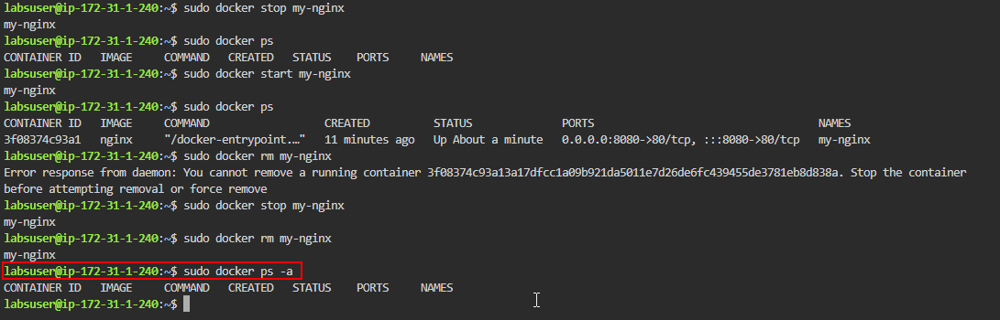 labsuser@ip-172-31-1-240:~$ sudo docker stop my-nginx
my-nginx
labsuser@ip-172-31-1-240:~$ sudo docker ps
CONTAINER ID   IMAGE     COMMAND   CREATED   STATUS    PORTS     NAMES
labsuser@ip-172-31-1-240:~$ sudo docker start my-nginx
my-nginx
labsuser@ip-172-31-1-240:~$ sudo docker ps
CONTAINER ID   IMAGE     COMMAND                  CREATED          STATUS              PORTS                                   NAMES
3f08374c93a1   nginx     "/docker-entrypoint.…"   11 minutes ago   Up About a minute   0.0.0.0:8080->80/tcp, :::8080->80/tcp   my-nginx
labsuser@ip-172-31-1-240:~$ sudo docker rm my-nginx
Error response from daemon: You cannot remove a running container 3f08374c93a13a17dfcc1a09b921da5011e7d26de6fc439455de3781eb8d838a. Stop the container
before attempting removal or force remove
labsuser@ip-172-31-1-240:~$ sudo docker stop my-nginx
my-nginx
labsuser@ip-172-31-1-240:~$ sudo docker rm my-nginx
my-nginx
labsuser@ip-172-31-1-240:~$ sudo docker ps -a
CONTAINER ID   IMAGE     COMMAND   CREATED   STATUS    PORTS     NAMES
labsuser@ip-172-31-1-240:~$